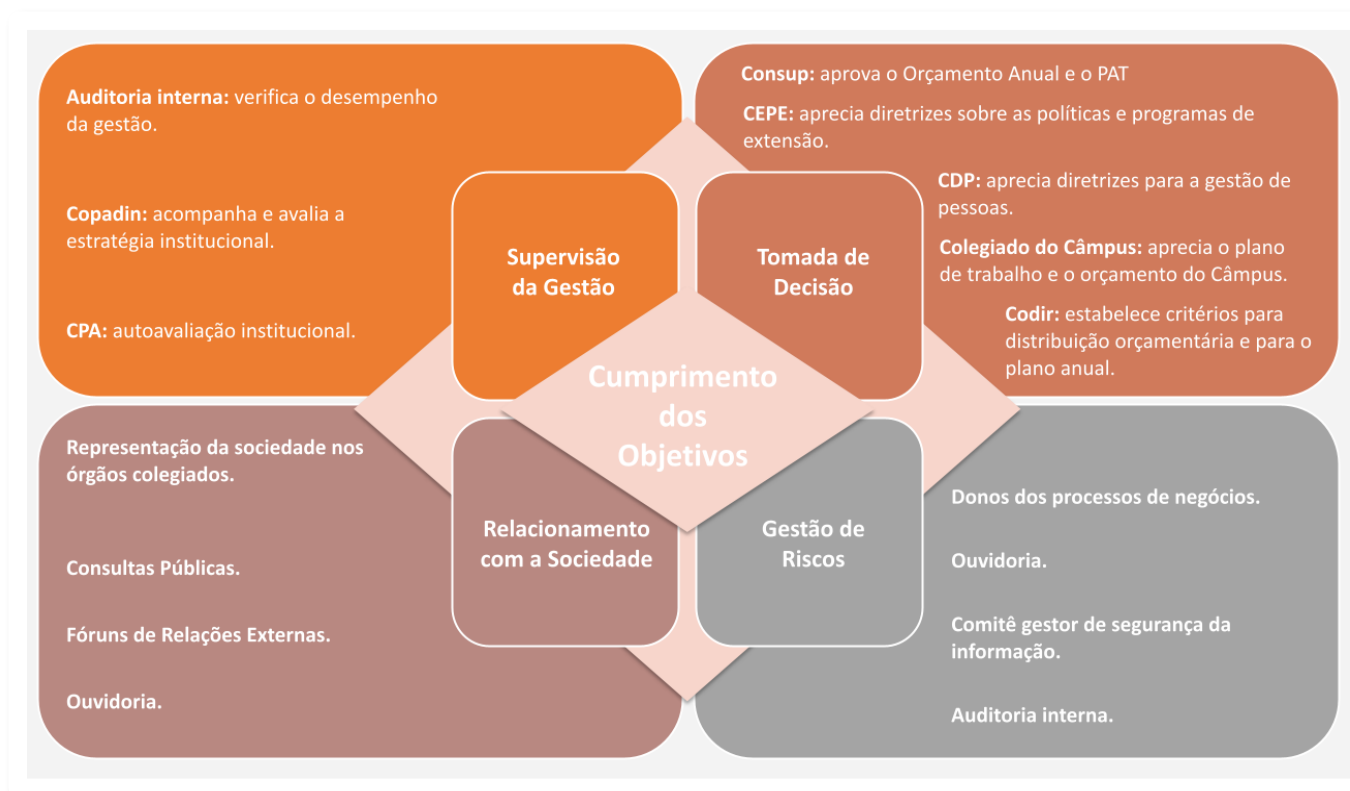 Auditoria interna: verifica o desempenho
da gestão.
Copadin: acompanha e avalia a
estratégia institucional.
CPA: autoavaliação institucional.
Supervisão
da Gestão
Consup: aprova o Orçamento Anual e o PAT
CEPE: aprecia diretrizes sobre as políticas e programas de
extensão.
CDP: aprecia diretrizes para a gestão de
pessoas.
Colegiado do Câmpus: aprecia o plano
de trabalho e o orçamento do Câmpus.
Codir: estabelece critérios para
distribuição orçamentária e para o
plano anual.
Tomada de
Decisão
Cumprimento
dos
Objetivos
Representação da sociedade nos
órgãos colegiados.
Consultas Públicas.
Fóruns de Relações Externas.
Ouvidoria.
Relacionamento
com a Sociedade
Gestão de
Riscos
Donos dos processos de negócios.
Ouvidoria.
Comitê gestor de segurança da
informação.
Auditoria interna.